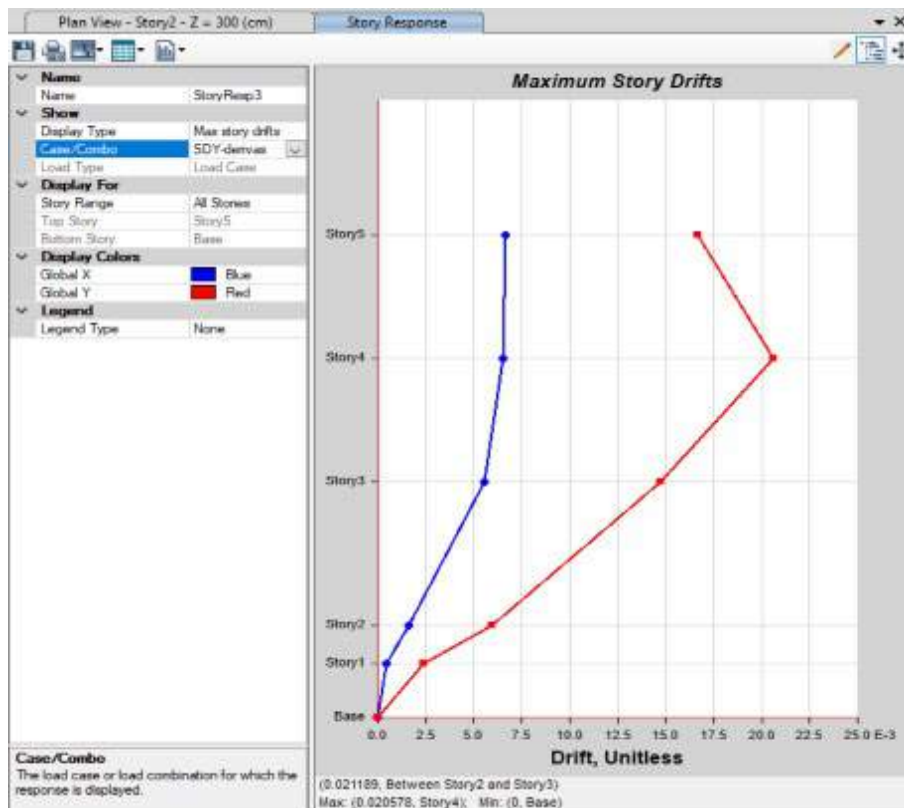 Plan View - Story2 - Z = 300 (cm)
Story Response
Name
Name StoryResp3
Show
Display Type Max story drifts
Case/Combo SDY-derivas
Load Type Load Case
Display For
Story Range All Stories
Top Story Story5
Bottom Story Base
Display Colors
Global X Blue
Global Y Red
Legend
Legend Type None
Case/Combo
The load case or load combination for which the
response is displayed.
Maximum Story Drifts
Story5
Story4
Story3
Story2
Story1
Base
0.0 2.5 5.0 7.5 10.0 12.5 15.0 17.5 20.0 22.5 25.0 E-3
Drift, Unitless
(0.021189, Between Story2 and Story3)
Max: (0.020578, Story4); Min: (0, Base)